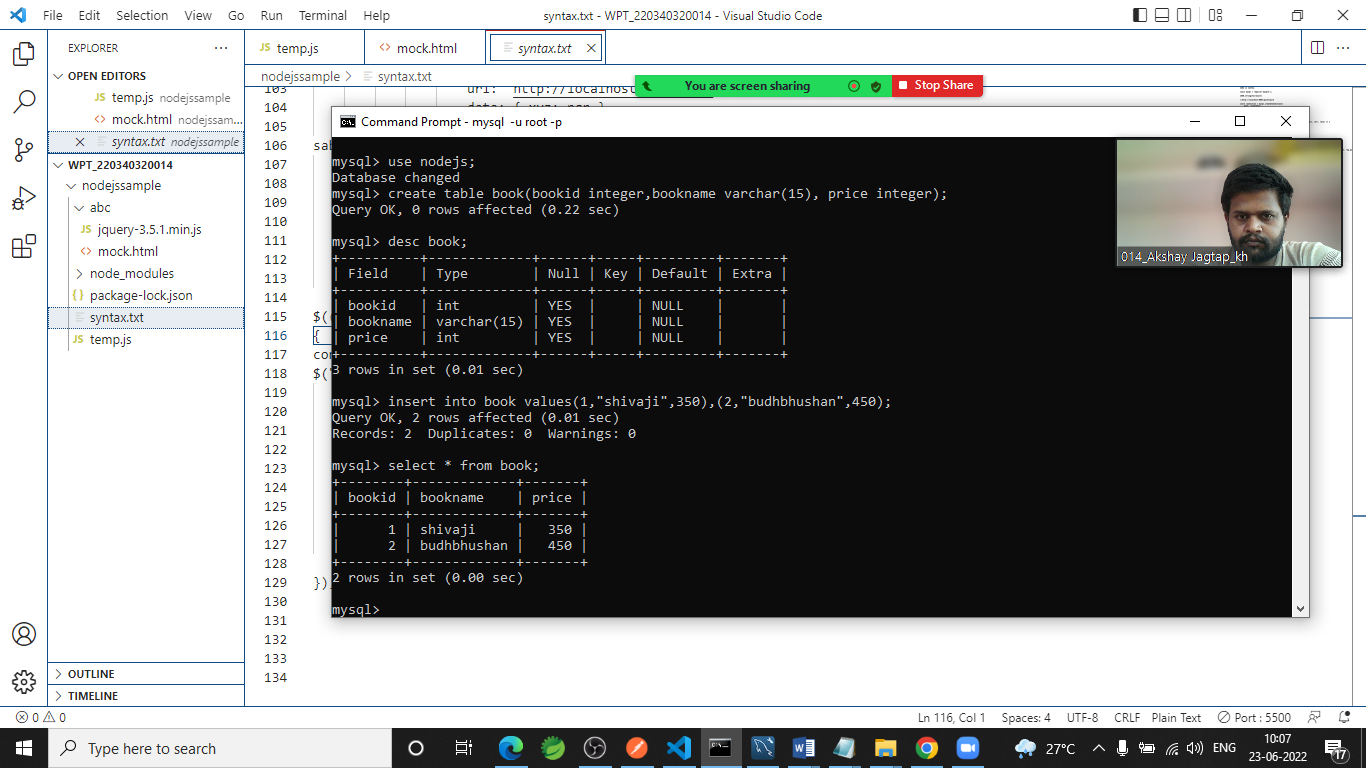 File Edit Selection View Go Run Terminal Help
syntax.txt - WPT_220340320014 - Visual Studio Code
EXPLORER
OPEN EDITORS
temp.js nodejssample
mock.html nodejssam...
syntax.txt nodejssample
WPT_220340320014
nodejssample
abc
JS jquery-3.5.1.min.js
<> mock.html
node_modules
{} package-lock.json
syntax.txt
JS temp.js
OUTLINE
TIMELINE
JS temp.js
<> mock.html
syntax.txt
nodejssample > syntax.txt
You are screen sharing
Stop Share
103
104
105
106
107
108
109
110
111
112
113
114
115 $(
116 {
117 con
118 $("
119
120
121
122
123
124
125
126
127
128
129 })
130
131
132
133
134
Command Prompt - mysql -u root -p
mysql> use nodejs;
Database changed
mysql> create table book(bookid integer,bookname varchar(15), price integer);
Query OK, 0 rows affected (0.22 sec)
mysql> desc book;
+----------+-------------+------+-----+---------+-------+
| Field    | Type        | Null | Key | Default | Extra |
+----------+-------------+------+-----+---------+-------+
| bookid   | int         | YES  |     | NULL    |       |
| bookname | varchar(15) | YES  |     | NULL    |       |
| price    | int         | YES  |     | NULL    |       |
+----------+-------------+------+-----+---------+-------+
3 rows in set (0.01 sec)
mysql> insert into book values(1,"shivaji",350),(2,"budhbhushan",450);
Query OK, 2 rows affected (0.01 sec)
Records: 2  Duplicates: 0  Warnings: 0
mysql> select * from book;
+--------+-------------+-------+
| bookid | bookname    | price |
+--------+-------------+-------+
|      1 | shivaji     |   350 |
|      2 | budhbhushan |   450 |
+--------+-------------+-------+
2 rows in set (0.00 sec)
mysql>
014_Akshay Jagtap_kh
0 0
Ln 116, Col 1 Spaces: 4 UTF-8 CRLF Plain Text Port : 5500
Type here to search
27°C
ENG
10:07
23-06-2022
17